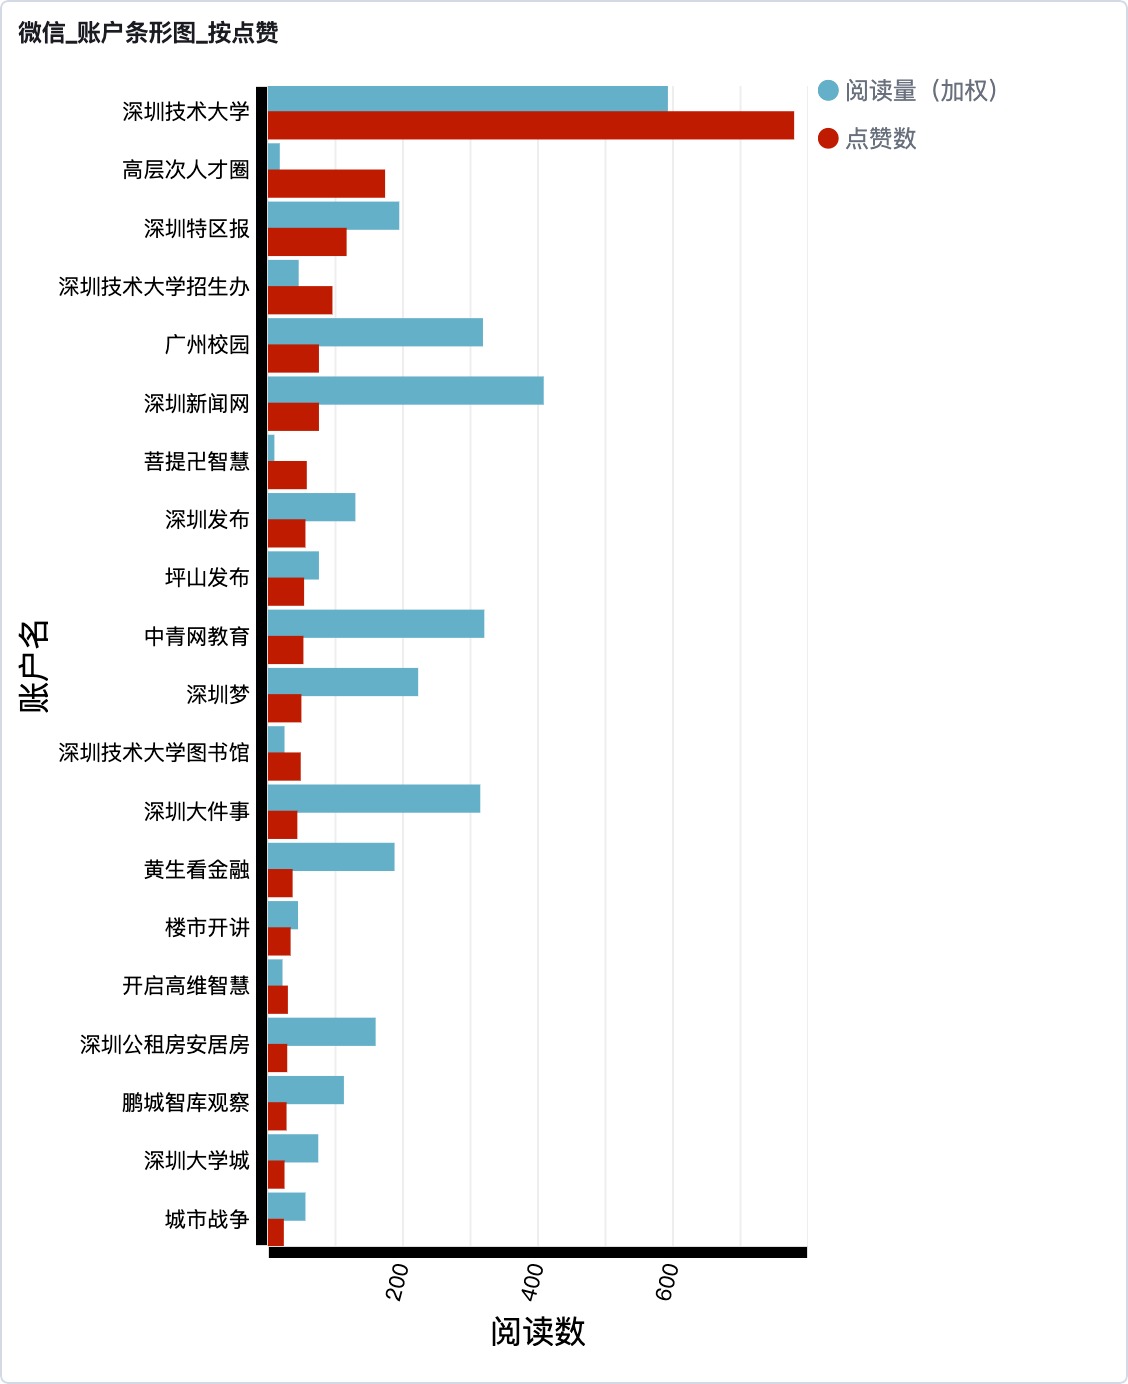 微信_账户条形图_按点赞
阅读量（加权）
点赞数
深圳技术大学
高层次人才圈
深圳特区报
深圳技术大学招生办
广州校园
深圳新闻网
菩提卍智慧
深圳发布
坪山发布
中青网教育
深圳梦
深圳技术大学图书馆
深圳大件事
黄生看金融
楼市开讲
开启高维智慧
深圳公租房安居房
鹏城智库观察
深圳大学城
城市战争
账户名
200
400
600
阅读数